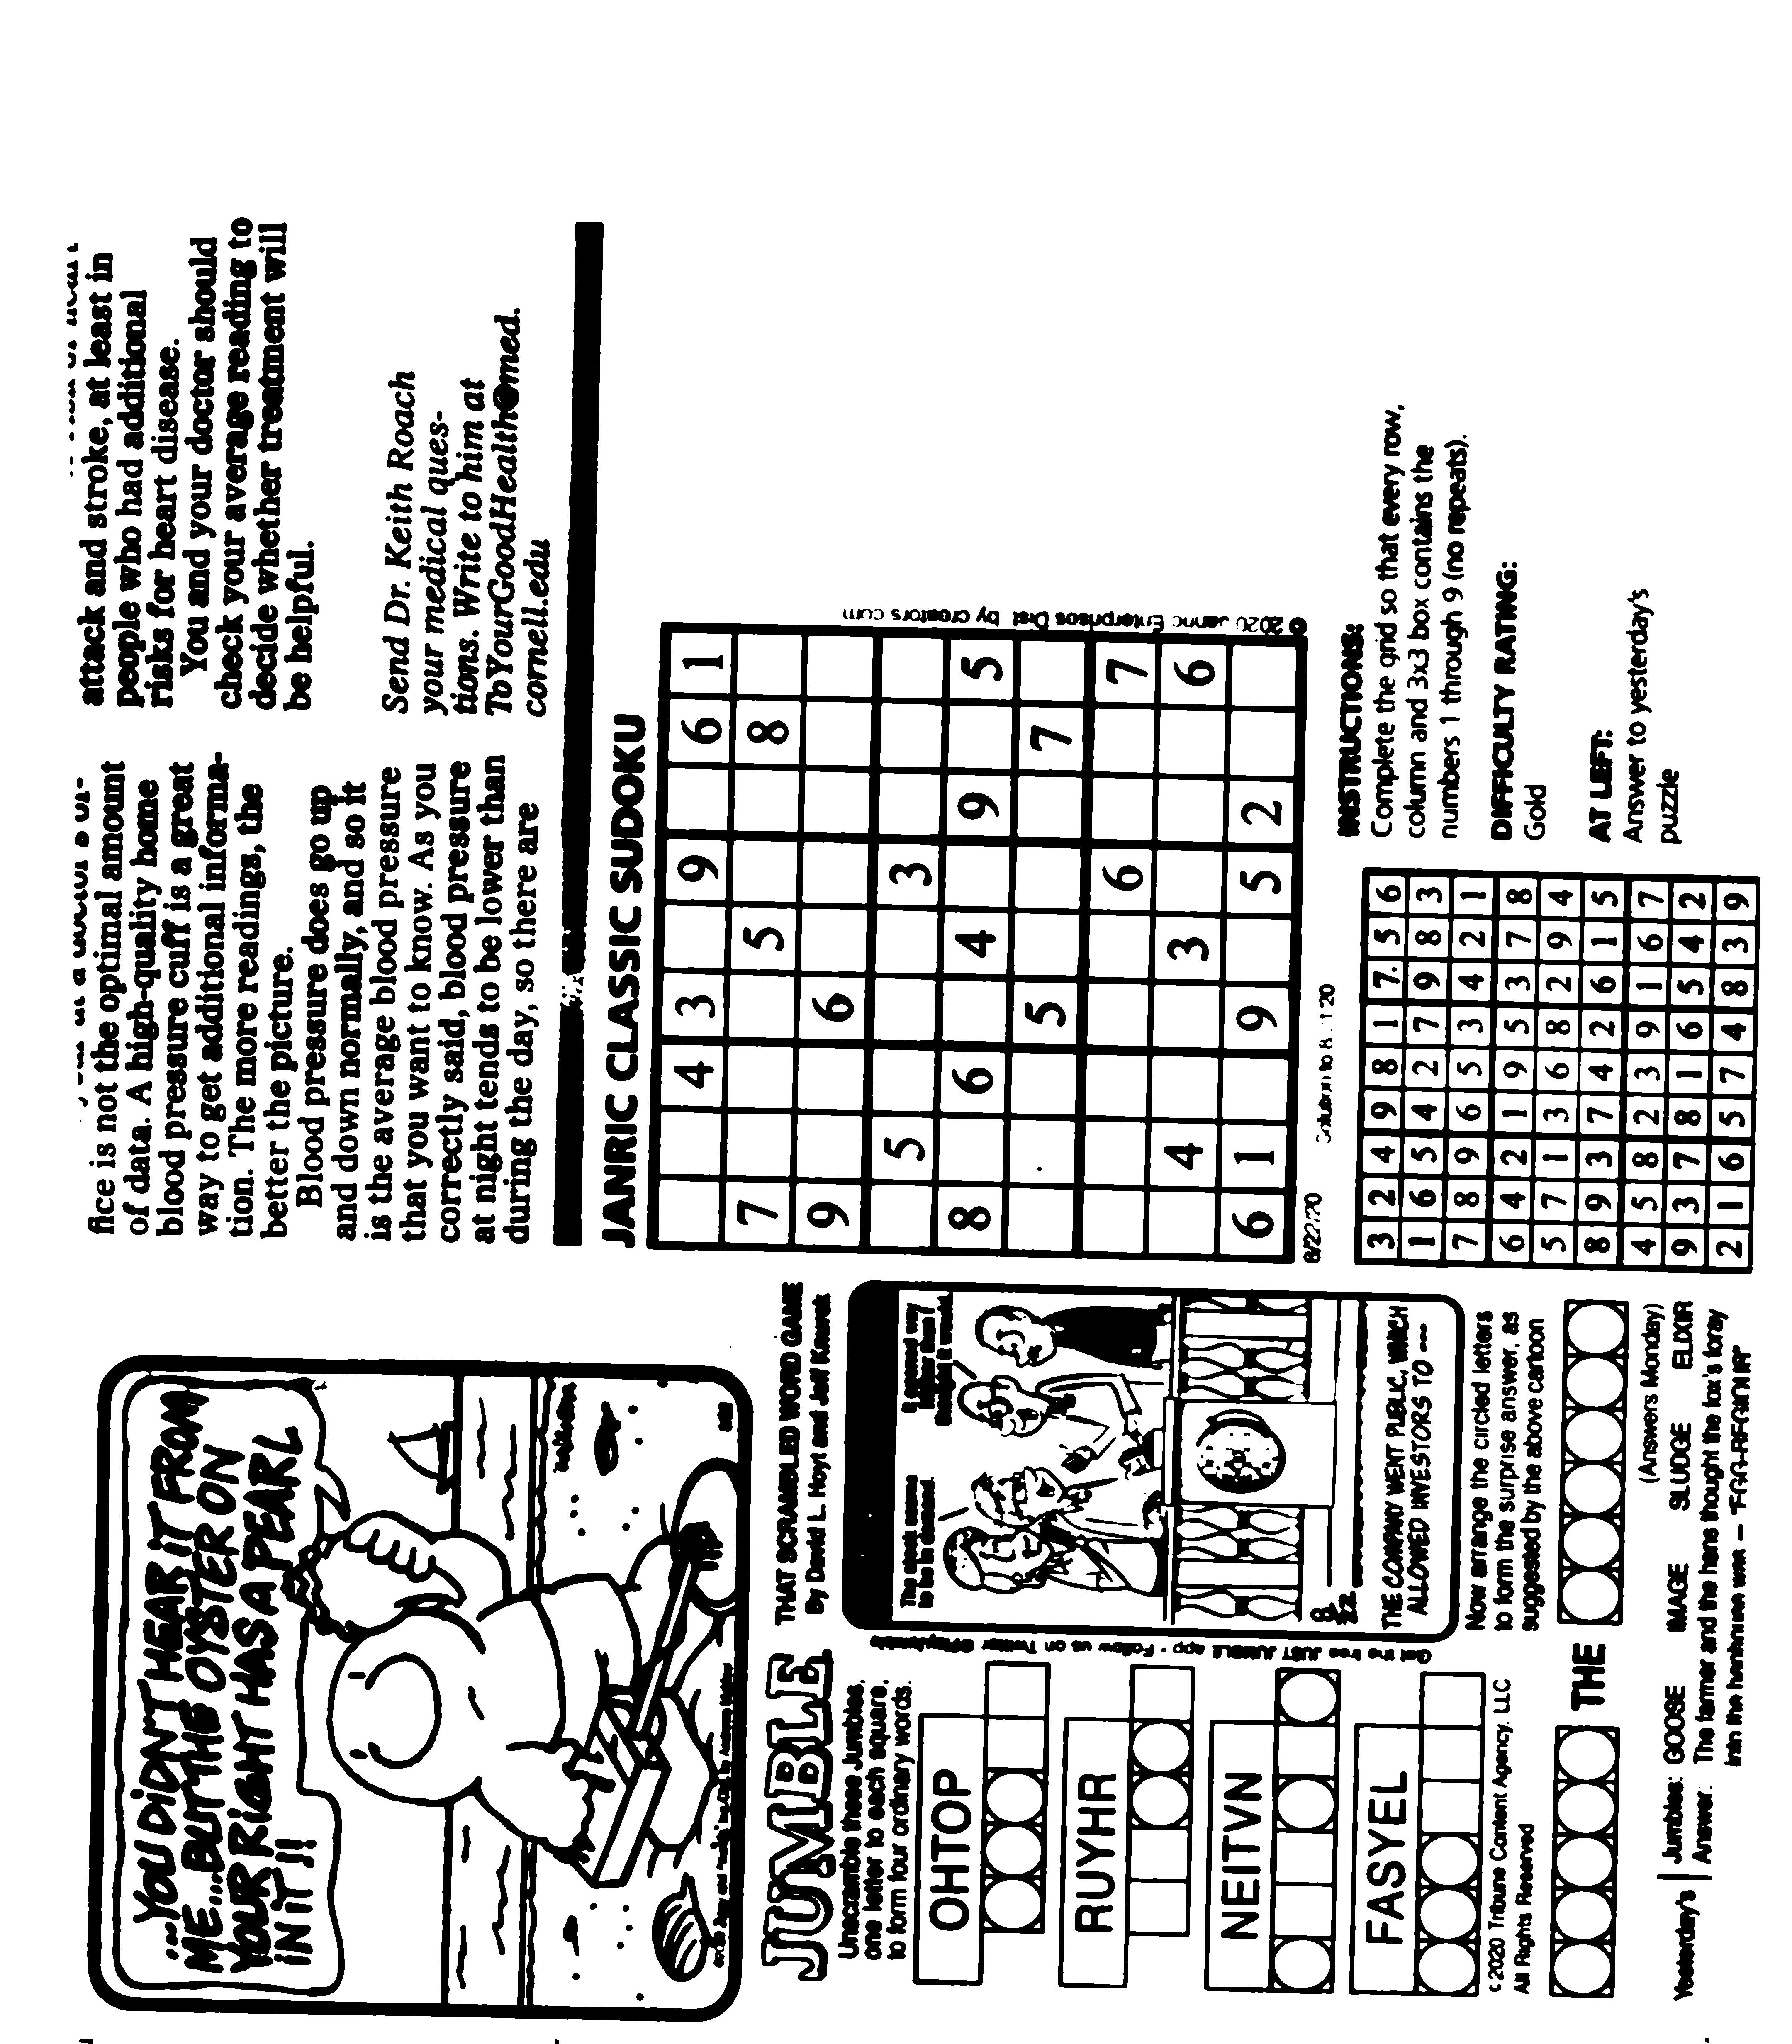 fice is not the optimal amount
of data. A high-quality home
blood pressure cuff is a great
way to get additional informa-
tion. The more readings, the
better the picture.
Blood pressure does go up
and down normally, and so it
is the average blood pressure
that you want to know. As you
correctly said, blood pressure
at night tends to be lower than
during the day, so there are
attack and stroke, at least in
people who had additional
risks for heart disease.
You and your doctor should
check your average reading to
decide whether treatment will
be helpful.
Send Dr. Keith Roach
your medical ques-
tions. Write to him at
ToYourGoodHealth@med.
cornell.edu
...YOU DIDN'T HEAR IT FROM
ME...BUT THE OYSTER ON
YOUR RIGHT HAS A PEARL
IN IT!!
TIP
JUMBLE
THAT SCRAMBLED WORD GAME
By David L. Hoyt and Jeff Knurek
Unscramble these Jumbles,
one letter to each square,
to form four ordinary words.
OHTOP
RUYHR
NEITVN
FASYEL
© 2020 Tribune Content Agency, LLC
All Rights Reserved
Get the free JUST JUMBLE app • Follow us on Twitter @PlayJumble
The stock seems
to be in demand.
It opened way
higher than I
thought it would.
8/22
THE COMPANY WENT PUBLIC, WHICH
ALLOWED INVESTORS TO ---
Now arrange the circled letters
to form the surprise answer, as
suggested by the above cartoon
THE
(Answers Monday)
Yesterday's
Jumbles: GOOSE IMAGE SLUDGE ELIXIR
Answer: The farmer and the hens thought the fox's foray
into the henhouse was —
JANRIC CLASSIC SUDOKU
4 3 9 6 1
7 5 8
9 6
5 3
8 6 4 9 5
5 7
6 7
4 3 6
6 1 9 5 2
8/22/20
© 2020 Janric Enterprises Dist. by creators.com
Solution to
3 2 4 9 8 1 7 5 6
1 6 5 4 2 7 9 8 3
7 8 9 6 5 3 4 2 1
6 4 2 1 9 5 3 7 8
5 7 1 3 6 8 2 9 4
8 9 3 7 4 2 6 1 5
4 5 8 2 3 9 1 6 7
9 3 7 8 1 6 5 4 2
2 1 6 5 7 4 8 3 9
INSTRUCTIONS:
Complete the grid so that every row,
column and 3x3 box contains the
numbers 1 through 9 (no repeats).
DIFFICULTY RATING:
Gold
AT LEFT:
Answer to yesterday's
puzzle